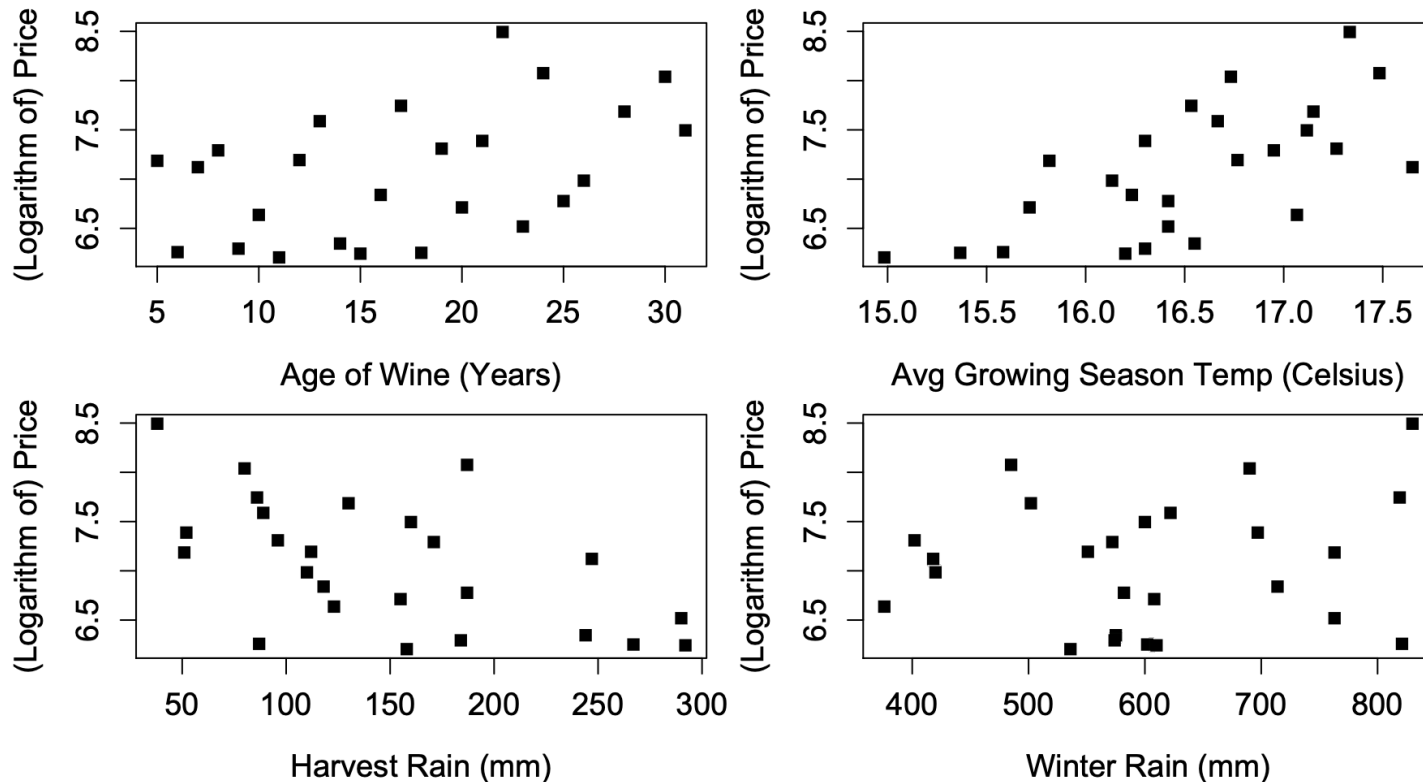 (Logarithm of) Price
8.5
7.5
6.5
5 10 15 20 25 30
Age of Wine (Years)
(Logarithm of) Price
8.5
7.5
6.5
15.0 15.5 16.0 16.5 17.0 17.5
Avg Growing Season Temp (Celsius)
(Logarithm of) Price
8.5
7.5
6.5
50 100 150 200 250 300
Harvest Rain (mm)
(Logarithm of) Price
8.5
7.5
6.5
400 500 600 700 800
Winter Rain (mm)